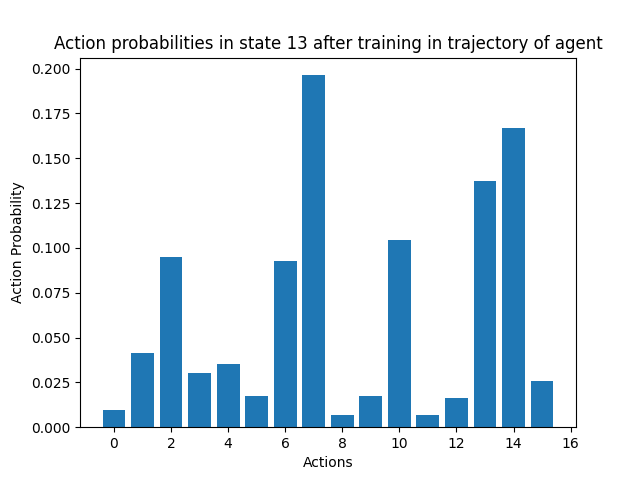 Action probabilities in state 13 after training in trajectory of agent
0.200
0.175
0.150
0.125
0.100
0.075
0.050
0.025
0.000
Action Probability
0 2 4 6 8 10 12 14 16
Actions